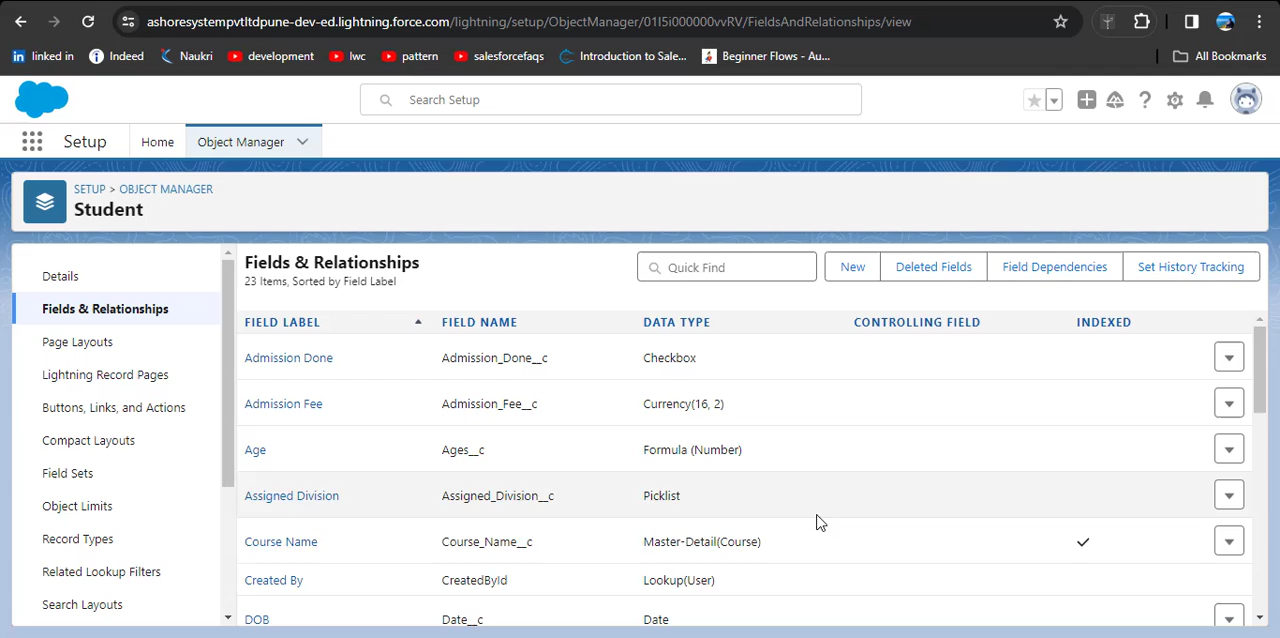 ashoresystempvtltdpune-dev-ed.lightning.force.com/lightning/setup/ObjectManager/01I5i000000vvRV/FieldsAndRelationships/view
linked in Indeed Naukri development lwc pattern salesforcefaqs Introduction to Sale... Beginner Flows - Au... All Bookmarks
Search Setup
Setup Home Object Manager
SETUP > OBJECT MANAGER
Student
Details
Fields & Relationships
Page Layouts
Lightning Record Pages
Buttons, Links, and Actions
Compact Layouts
Field Sets
Object Limits
Record Types
Related Lookup Filters
Search Layouts
Fields & Relationships
23 Items, Sorted by Field Label
Quick Find New Deleted Fields Field Dependencies Set History Tracking
FIELD LABEL FIELD NAME DATA TYPE CONTROLLING FIELD INDEXED
Admission Done Admission_Done__c Checkbox
Admission Fee Admission_Fee__c Currency(16, 2)
Age Ages__c Formula (Number)
Assigned Division Assigned_Division__c Picklist
Course Name Course_Name__c Master-Detail(Course)
Created By CreatedById Lookup(User)
DOB Date__c Date